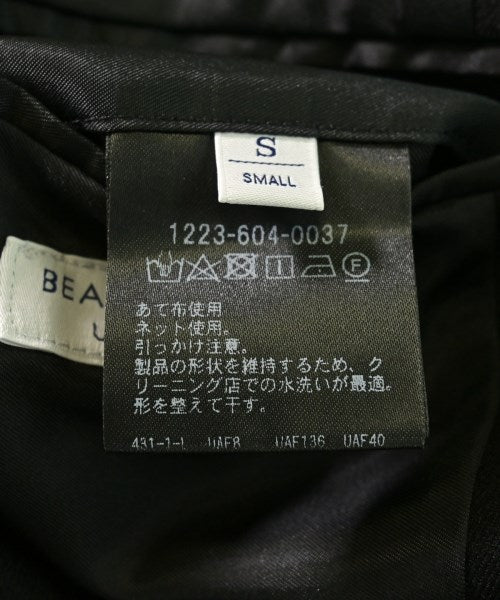 S
SMALL
1223-604-0037
BEA
U
あて布使用
ネット使用。
引っかけ注意。
製品の形状を維持するため、ク
リーニング店での水洗いが最適。
形を整えて干す。
431-1-L UAF8 UAF136 UAF40